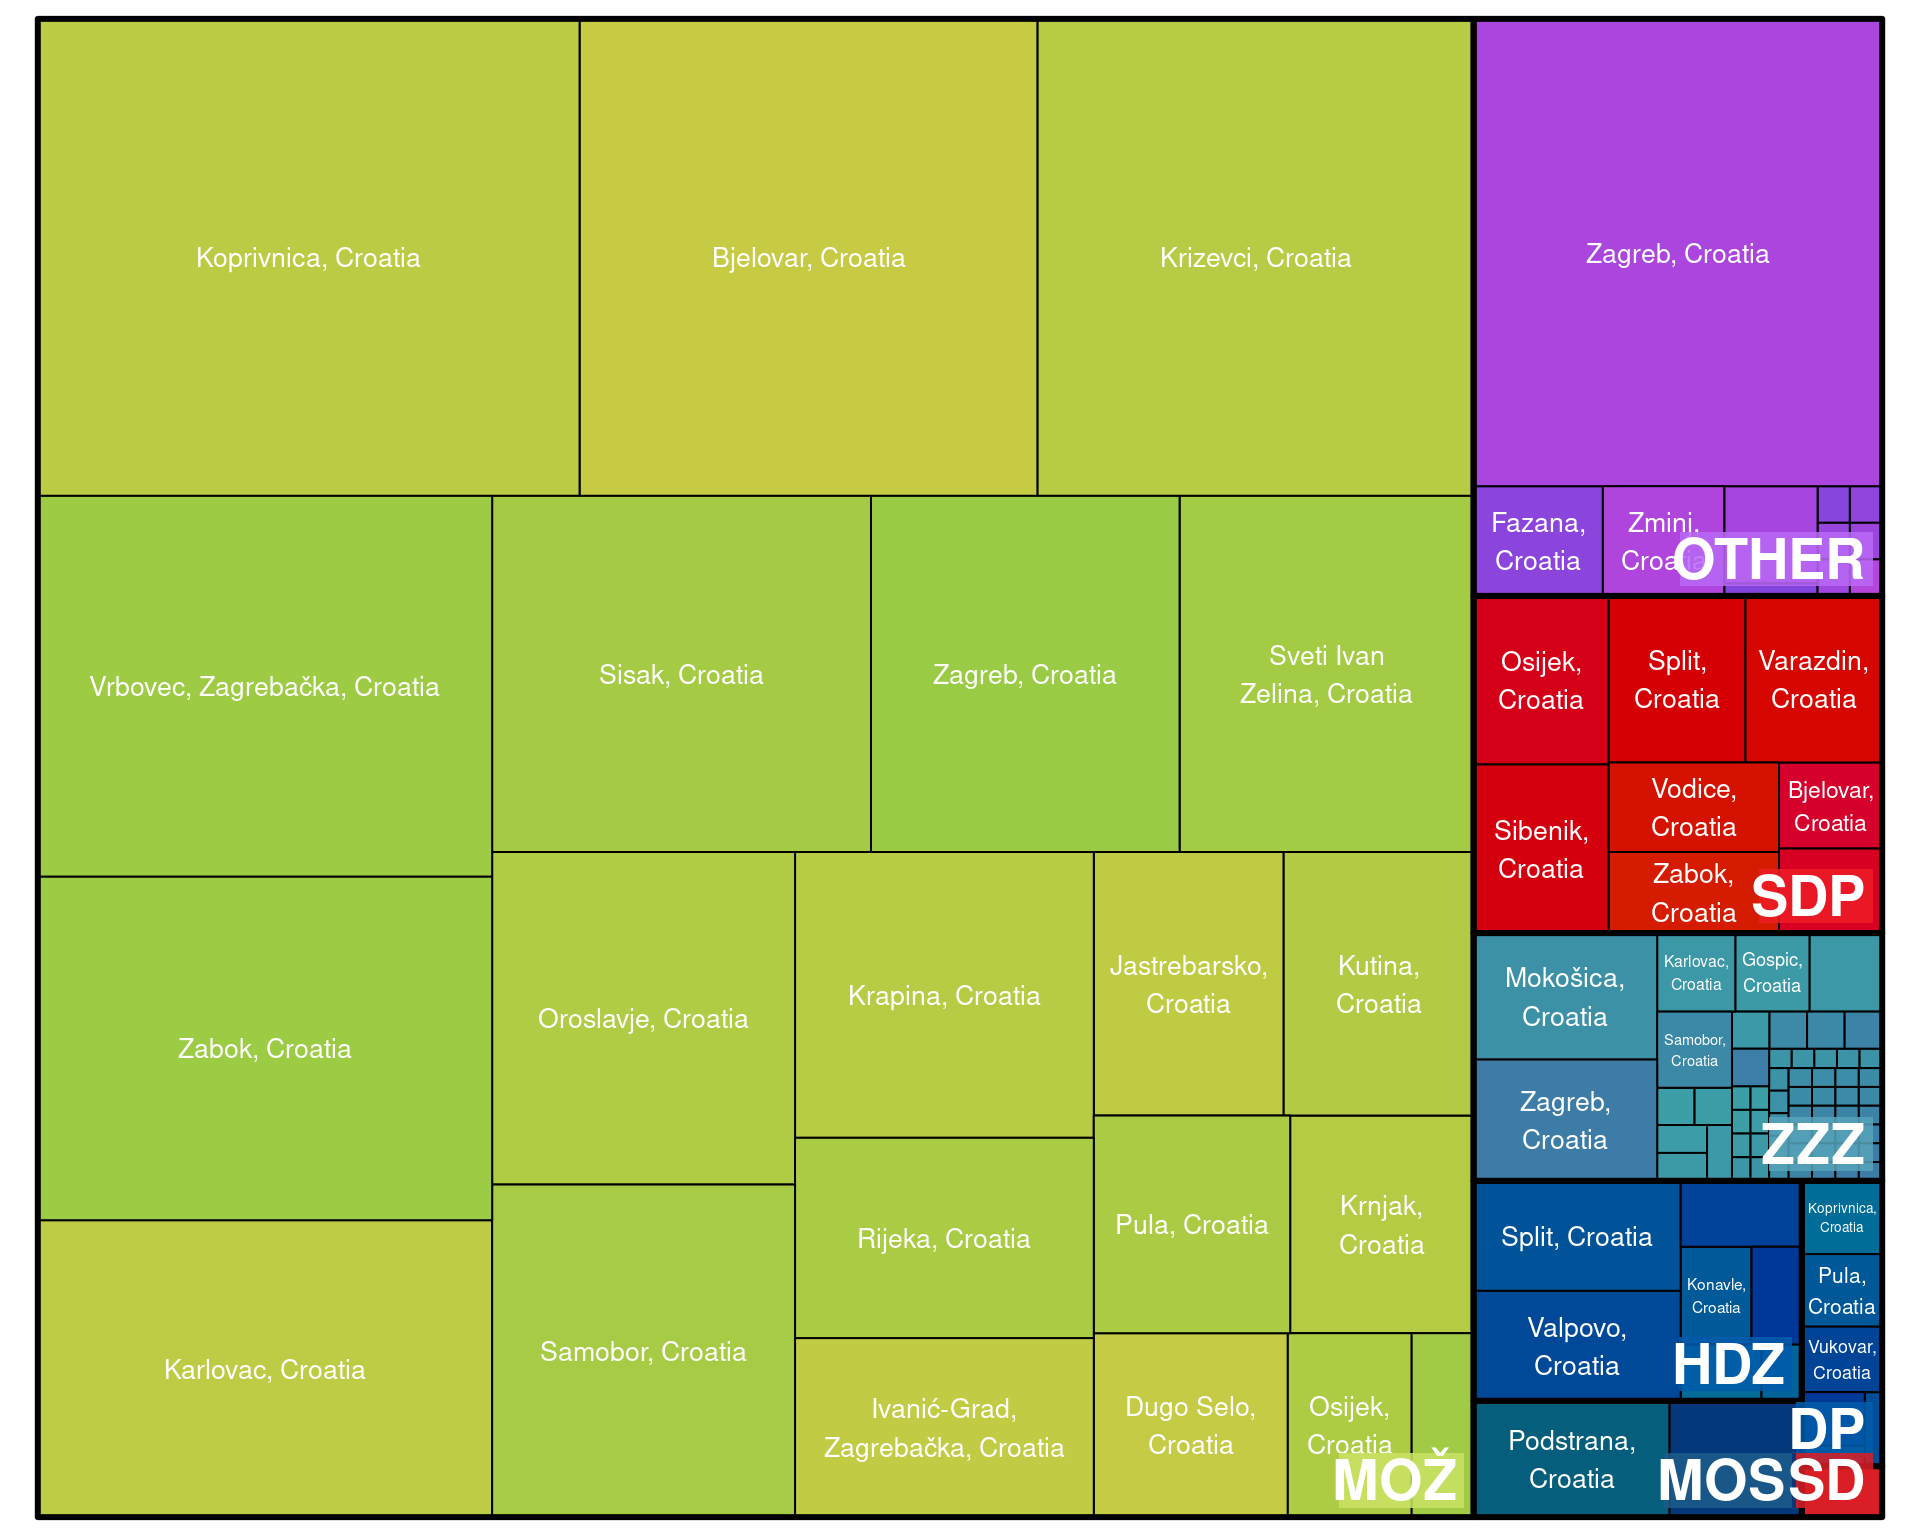 Koprivnica, Croatia
Bjelovar, Croatia
Krizevci, Croatia
Vrbovec, Zagrebačka, Croatia
Sisak, Croatia
Zagreb, Croatia
Sveti Ivan
Zelina, Croatia
Zabok, Croatia
Karlovac, Croatia
Oroslavje, Croatia
Samobor, Croatia
Krapina, Croatia
Rijeka, Croatia
Ivanić-Grad,
Zagrebačka, Croatia
Jastrebarsko,
Croatia
Kutina,
Croatia
Pula, Croatia
Krnjak,
Croatia
Dugo Selo,
Croatia
Osijek,
Croatia
MOŽ
Zagreb, Croatia
Fazana,
Croatia
Zmini,
Croatia
OTHER
Osijek,
Croatia
Split,
Croatia
Varazdin,
Croatia
Sibenik,
Croatia
Vodice,
Croatia
Bjelovar,
Croatia
Zabok,
Croatia
SDP
Mokošica,
Croatia
Zagreb,
Croatia
Karlovac,
Croatia
Gospic,
Croatia
Samobor,
Croatia
ZZZ
Split, Croatia
Valpovo,
Croatia
Konavle,
Croatia
HDZ
Koprivnica,
Croatia
Pula,
Croatia
Vukovar,
Croatia
DP
Podstrana,
Croatia
MOS
SD